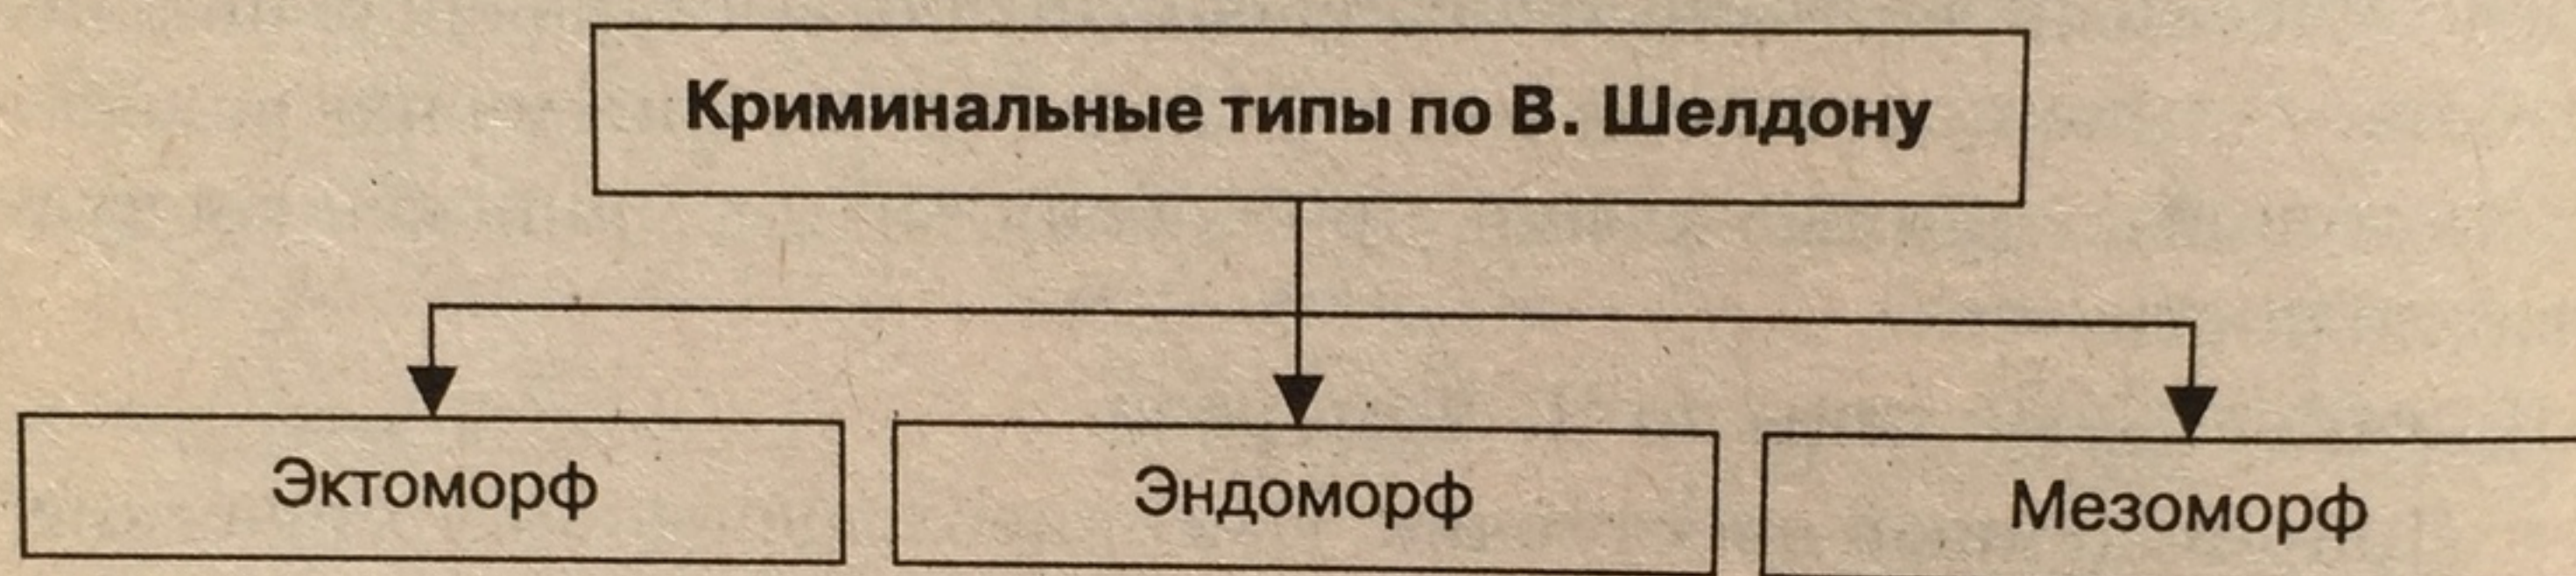 Криминальные типы по В. Шелдону
Эктоморф
Эндоморф
Мезоморф